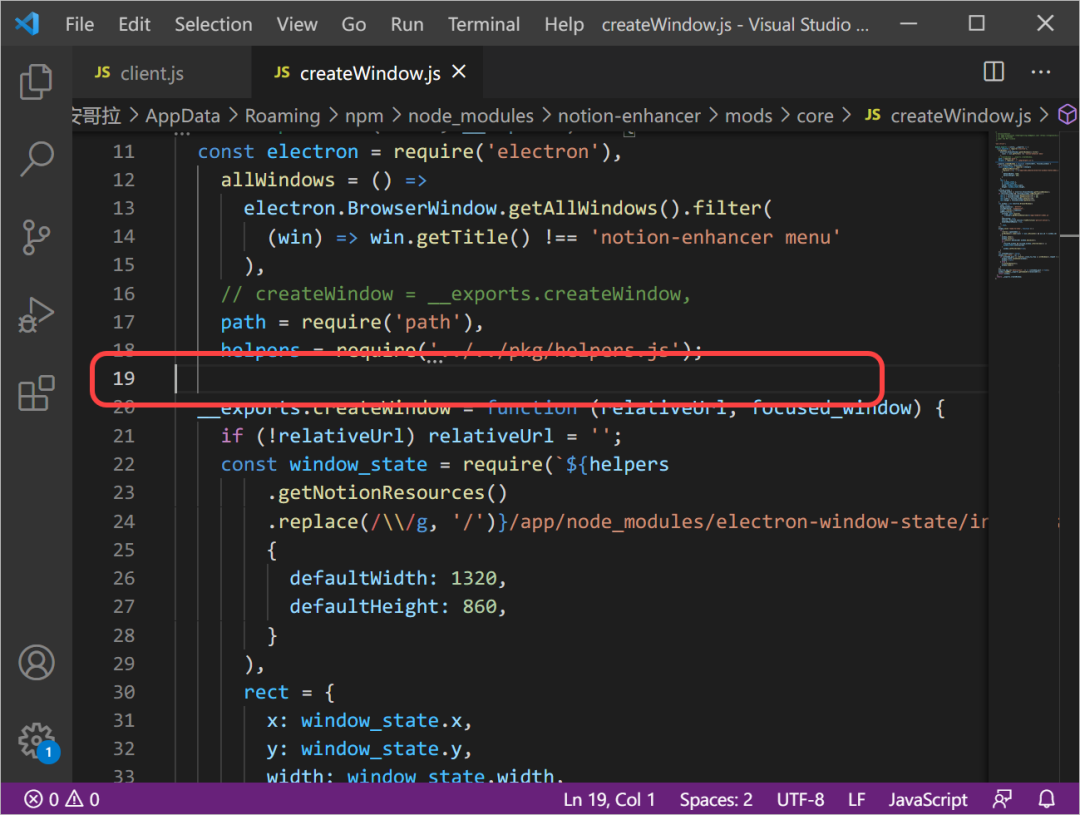 File Edit Selection View Go Run Terminal Help createWindow.js - Visual Studio ...
JS client.js JS createWindow.js
安哥拉 > AppData > Roaming > npm > node_modules > notion-enhancer > mods > core > JS createWindow.js >
11 const electron = require('electron'),
12 allWindows = () =>
13 electron.BrowserWindow.getAllWindows().filter(
14 (win) => win.getTitle() !== 'notion-enhancer menu'
15 ),
16 // createWindow = __exports.createWindow,
17 path = require('path'),
18 helpers = require('../../pkg/helpers.js');
19
20 __exports.createWindow = function (relativeUrl, focused_window) {
21 if (!relativeUrl) relativeUrl = '';
22 const window_state = require(`${helpers
23 .getNotionResources()
24 .replace(/\\/g, '/')}/app/node_modules/electron-window-state/in
25 {
26 defaultWidth: 1320,
27 defaultHeight: 860,
28 }
29 ),
30 rect = {
31 x: window_state.x,
32 y: window_state.y,
33 width: window_state.width,
1
0 0 Ln 19, Col 1 Spaces: 2 UTF-8 LF JavaScript